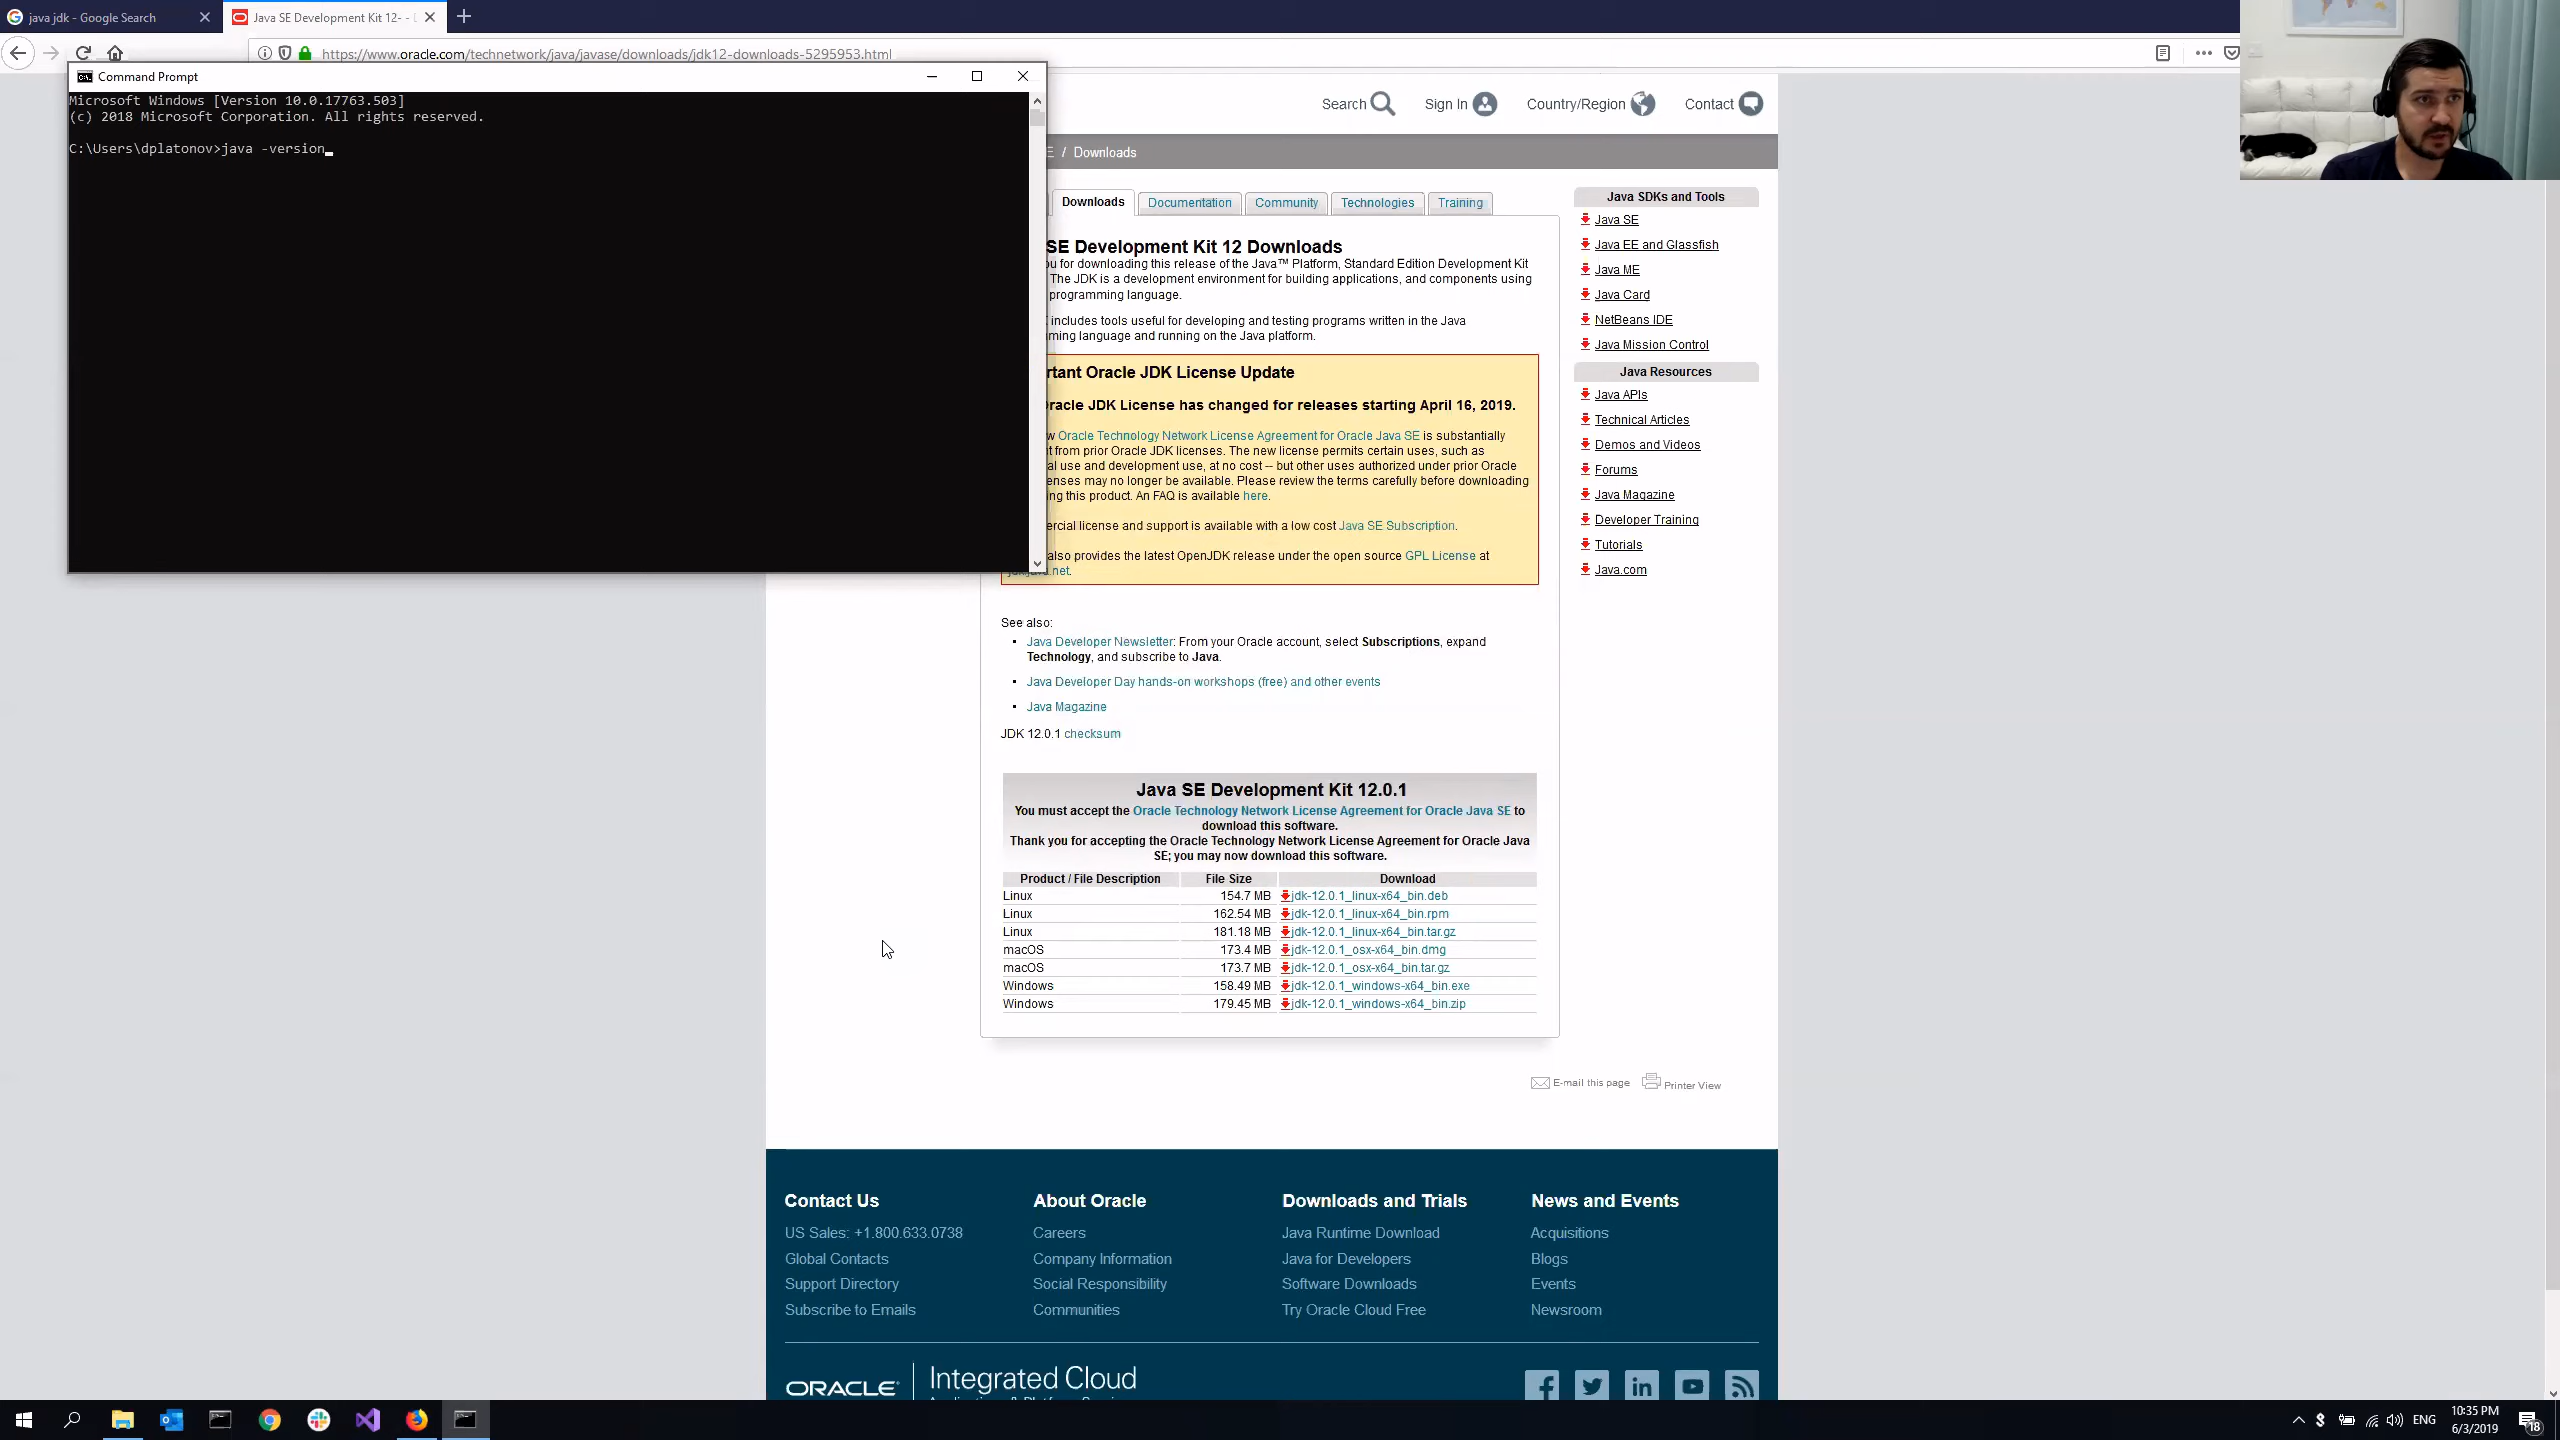 java jdk - Google Search
Java SE Development Kit 12- - D
https://www.oracle.com/technetwork/java/javase/downloads/jdk12-downloads-5295953.html
Command Prompt
Microsoft Windows [Version 10.0.17763.503]
(c) 2018 Microsoft Corporation. All rights reserved.
C:\Users\dplatonov>java -version
Search
Sign In
Country/Region
Contact
E / Downloads
Downloads
Documentation
Community
Technologies
Training
SE Development Kit 12 Downloads
ou for downloading this release of the Java™ Platform, Standard Edition Development Kit
The JDK is a development environment for building applications, and components using
programming language.
includes tools useful for developing and testing programs written in the Java
ming language and running on the Java platform.
rtant Oracle JDK License Update
Oracle JDK License has changed for releases starting April 16, 2019.
w Oracle Technology Network License Agreement for Oracle Java SE is substantially
t from prior Oracle JDK licenses. The new license permits certain uses, such as
al use and development use, at no cost -- but other uses authorized under prior Oracle
enses may no longer be available. Please review the terms carefully before downloading
ing this product. An FAQ is available here.
ercial license and support is available with a low cost Java SE Subscription.
also provides the latest OpenJDK release under the open source GPL License at
jdk.java.net.
See also:
Java Developer Newsletter: From your Oracle account, select Subscriptions, expand
Technology, and subscribe to Java.
Java Developer Day hands-on workshops (free) and other events
Java Magazine
JDK 12.0.1 checksum
Java SE Development Kit 12.0.1
You must accept the Oracle Technology Network License Agreement for Oracle Java SE to
download this software.
Thank you for accepting the Oracle Technology Network License Agreement for Oracle Java
SE; you may now download this software.
Product / File Description File Size Download
Linux 154.7 MB jdk-12.0.1_linux-x64_bin.deb
Linux 162.54 MB jdk-12.0.1_linux-x64_bin.rpm
Linux 181.18 MB jdk-12.0.1_linux-x64_bin.tar.gz
macOS 173.4 MB jdk-12.0.1_osx-x64_bin.dmg
macOS 173.7 MB jdk-12.0.1_osx-x64_bin.tar.gz
Windows 158.49 MB jdk-12.0.1_windows-x64_bin.exe
Windows 179.45 MB jdk-12.0.1_windows-x64_bin.zip
E-mail this page
Printer View
Java SDKs and Tools
Java SE
Java EE and Glassfish
Java ME
Java Card
NetBeans IDE
Java Mission Control
Java Resources
Java APIs
Technical Articles
Demos and Videos
Forums
Java Magazine
Developer Training
Tutorials
Java.com
Contact Us
US Sales: +1.800.633.0738
Global Contacts
Support Directory
Subscribe to Emails
About Oracle
Careers
Company Information
Social Responsibility
Communities
Downloads and Trials
Java Runtime Download
Java for Developers
Software Downloads
Try Oracle Cloud Free
News and Events
Acquisitions
Blogs
Events
Newsroom
ORACLE
Integrated Cloud
ENG
10:35 PM
6/3/2019
18